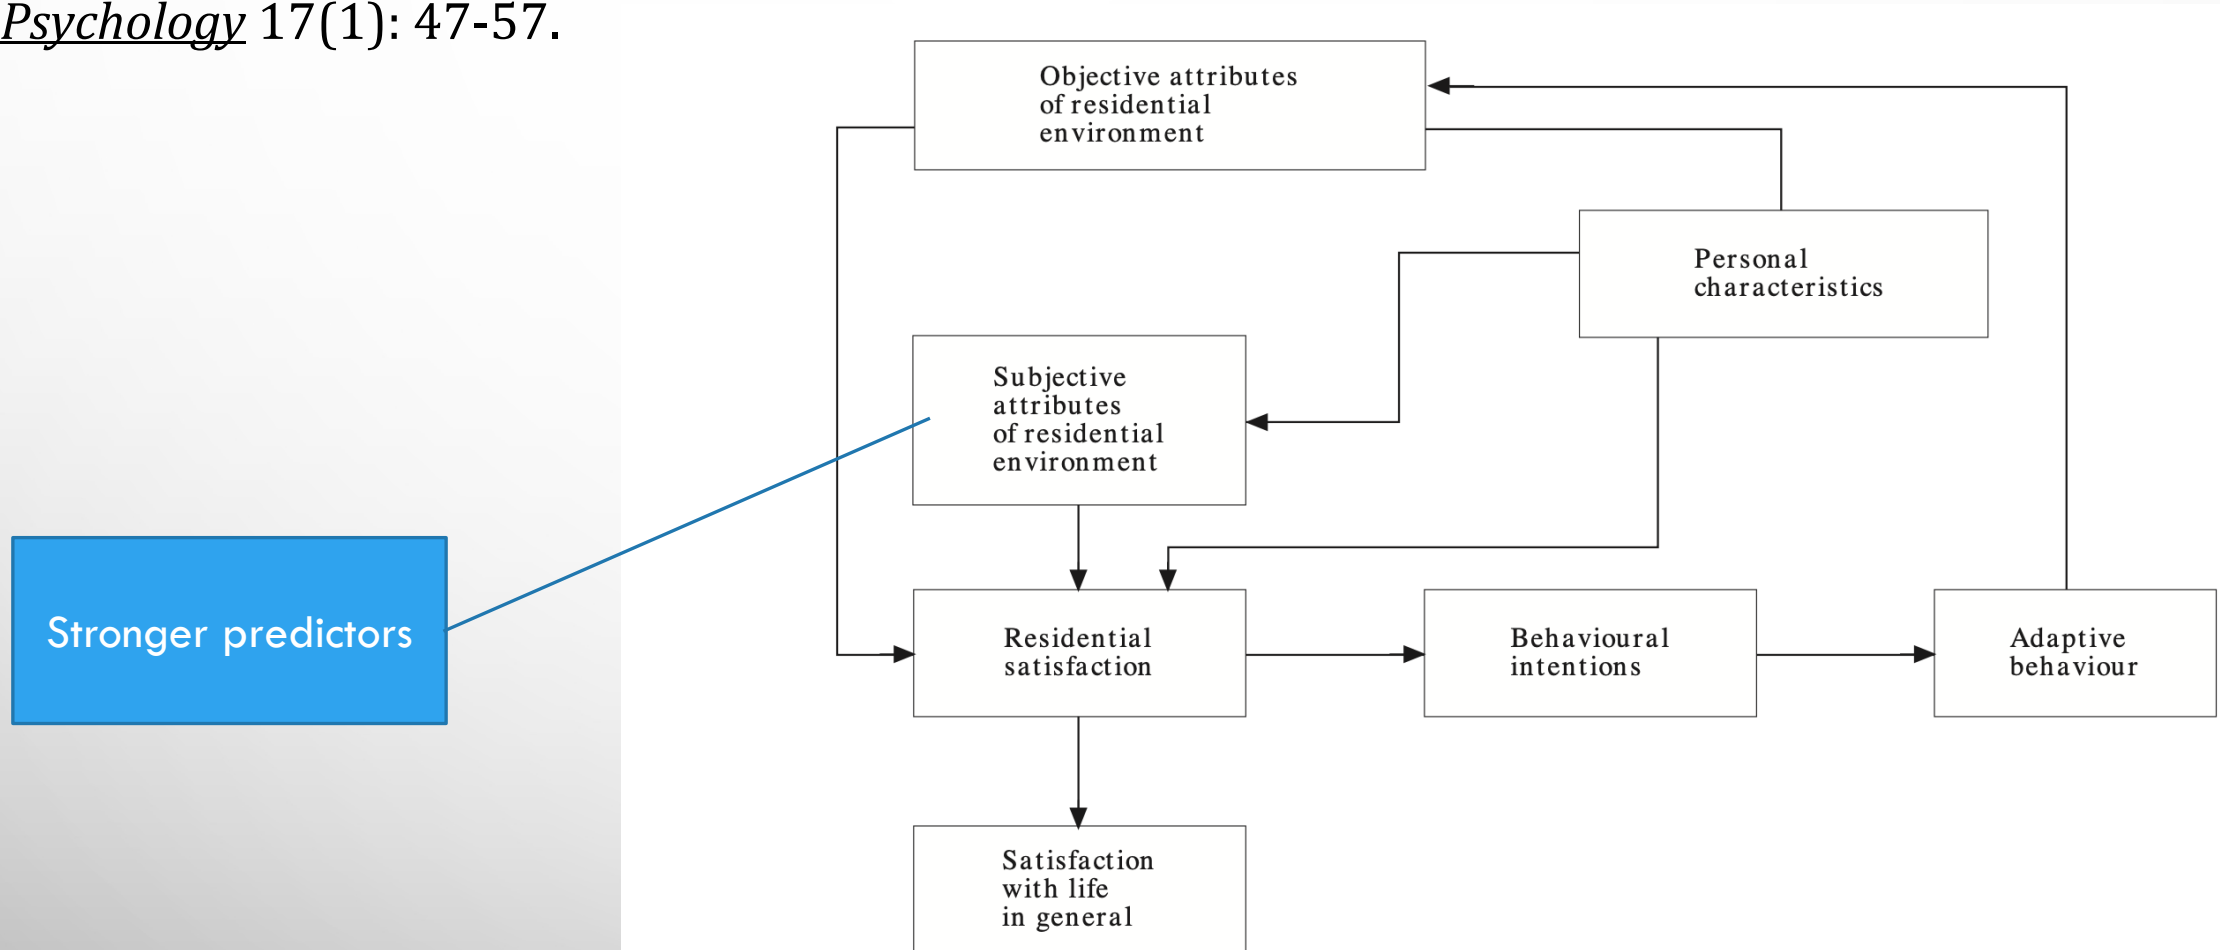 Psychology 17(1): 47-57.
Objective attributes
of residential
environment
Personal
characteristics
Subjective
attributes
of residential
environment
Stronger predictors
Residential
satisfaction
Behavioural
intentions
Adaptive
behaviour
Satisfaction
with life
in general